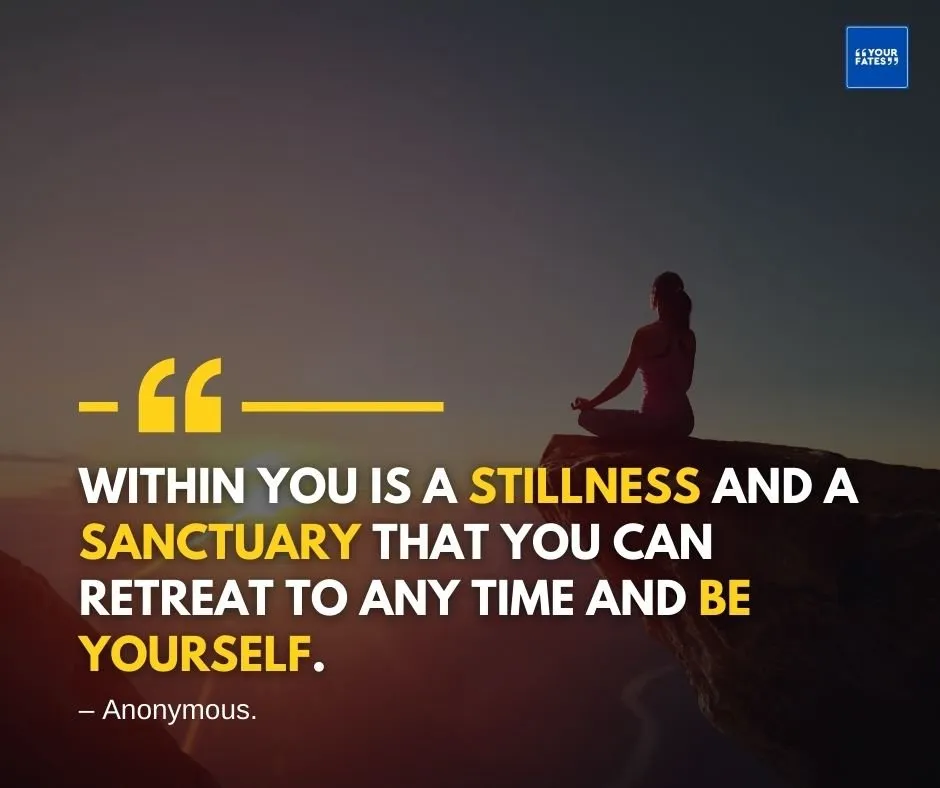 “YOUR
FATES”
“
WITHIN YOU IS A STILLNESS AND A
SANCTUARY THAT YOU CAN
RETREAT TO ANY TIME AND BE
YOURSELF.
– Anonymous.